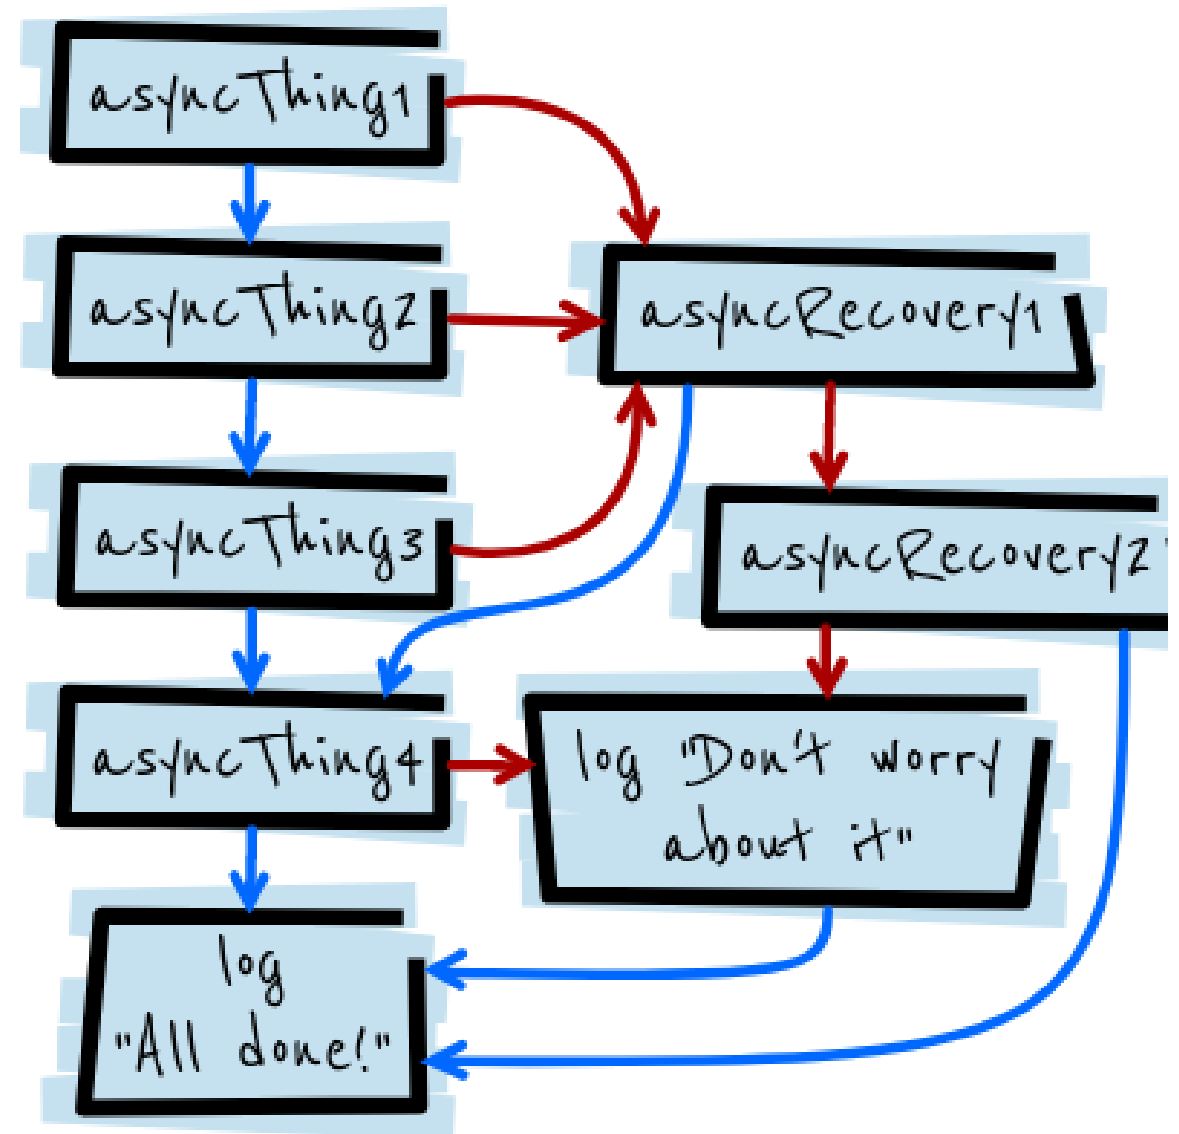 asyncThing1
asyncThing2
asyncRecovery1
asyncThing3
asyncRecovery2
asyncThing4
log "Don't worry
about it"
log
"All done!"